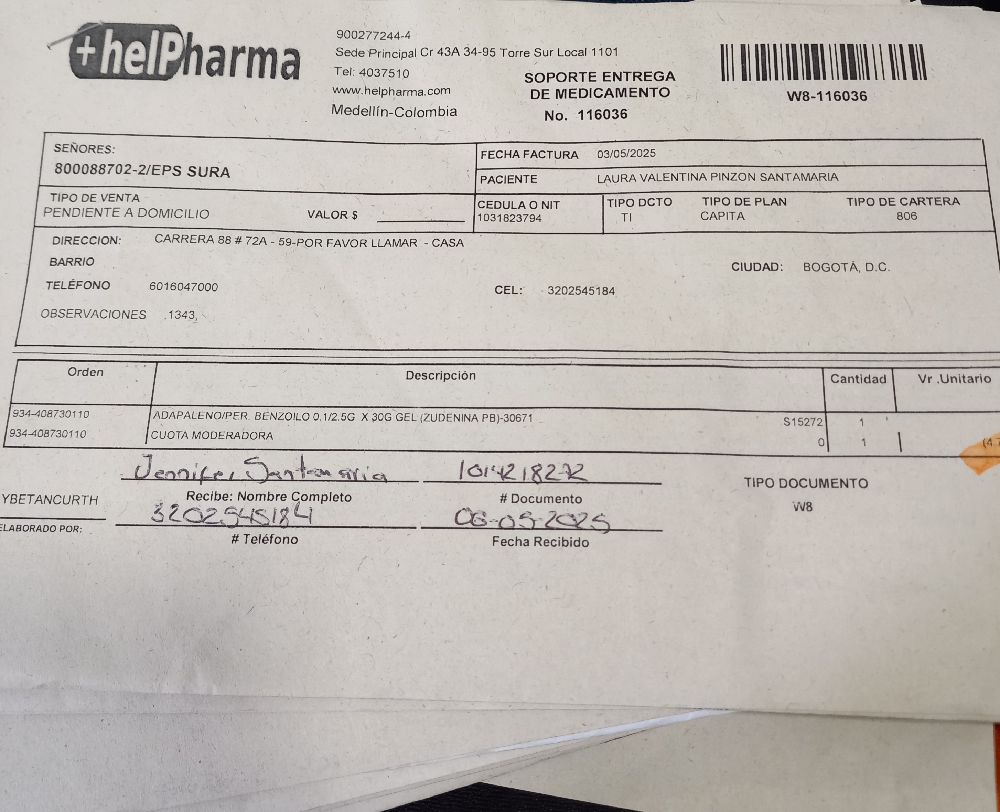 +helPharma
900277244-4
Sede Principal Cr 43A 34-95 Torre Sur Local 1101
Tel: 4037510
www.helpharma.com
Medellín-Colombia
SOPORTE ENTREGA
DE MEDICAMENTO
No. 116036
W8-116036
SEÑORES:
800088702-2/EPS SURA
FECHA FACTURA 03/05/2025
PACIENTE LAURA VALENTINA PINZON SANTAMARIA
TIPO DE VENTA
PENDIENTE A DOMICILIO VALOR $
CEDULA O NIT
1031823794
TIPO DCTO
TI
TIPO DE PLAN
CAPITA
TIPO DE CARTERA
806
DIRECCION: CARRERA 88 # 72A - 59-POR FAVOR LLAMAR - CASA
BARRIO
CIUDAD: BOGOTÁ, D.C.
TELÉFONO 6016047000
CEL: 3202545184
OBSERVACIONES .1343,
Orden Descripción Cantidad Vr .Unitario
934-408730110 ADAPALENO/PER. BENZOILO 0.1/2.5G X 30G GEL (ZUDENINA PB)-30671 S15272 1
934-408730110 CUOTA MODERADORA 0 1 (4.7
Jennifer Santamaria 1014218272
Recibe: Nombre Completo # Documento
3202545184 06-05-2025
# Teléfono Fecha Recibido
YBETANCURTH
ELABORADO POR:
TIPO DOCUMENTO
W8